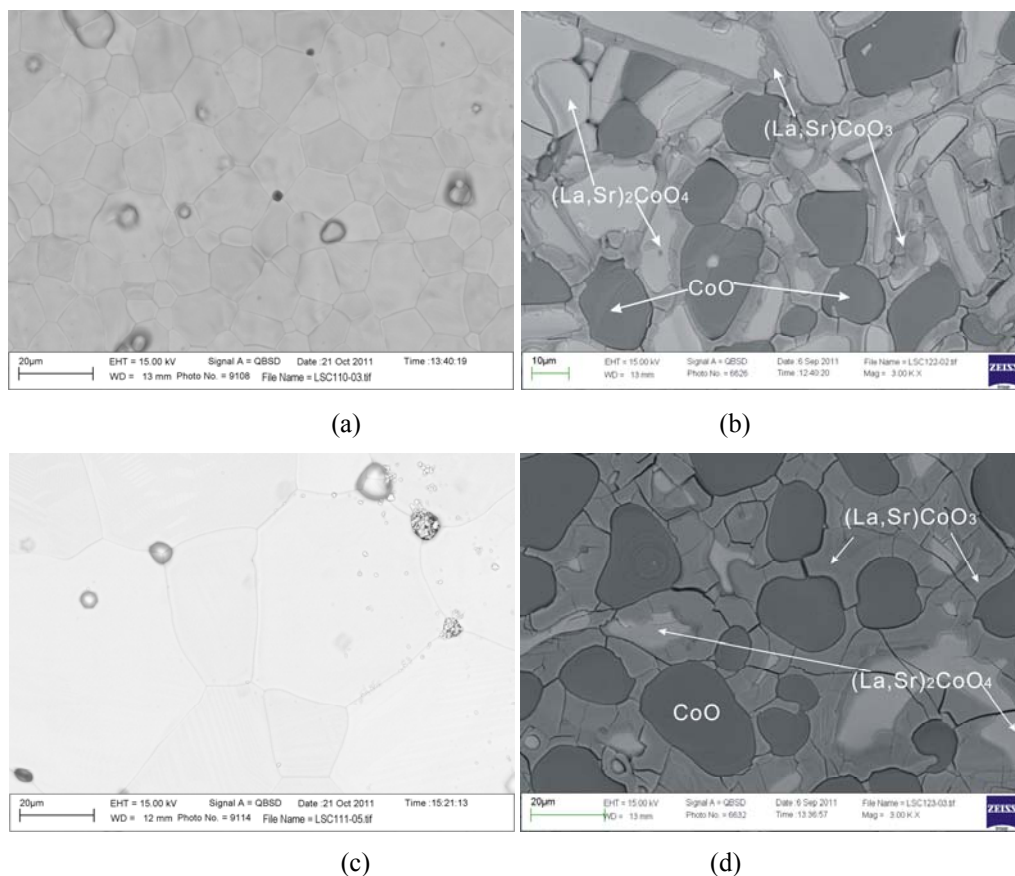 20µm
EHT = 15.00 kV Signal A = QBSD Date :21 Oct 2011 Time :13:40:19
WD = 13 mm Photo No. = 9108 File Name = LSC110-03.tif
(a)
(La,Sr)CoO₃
(La,Sr)₂CoO₄
CoO
10µm
EHT = 15.00 kV Signal A = QBSD Date :6 Sep 2011 File Name = LSC122-02.tif
WD = 13 mm Photo No. = 6626 Time :12:40:20 Mag = 3.00 K X
ZEISS
(b)
20µm
EHT = 15.00 kV Signal A = QBSD Date :21 Oct 2011 Time :15:21:13
WD = 12 mm Photo No. = 9114 File Name = LSC111-05.tif
(c)
(La,Sr)CoO₃
(La,Sr)₂CoO₄
CoO
20µm
EHT = 15.00 kV Signal A = QBSD Date :6 Sep 2011 File Name = LSC123-03.tif
WD = 13 mm Photo No. = 6632 Time :13:36:57 Mag = 3.00 K X
ZEISS
(d)